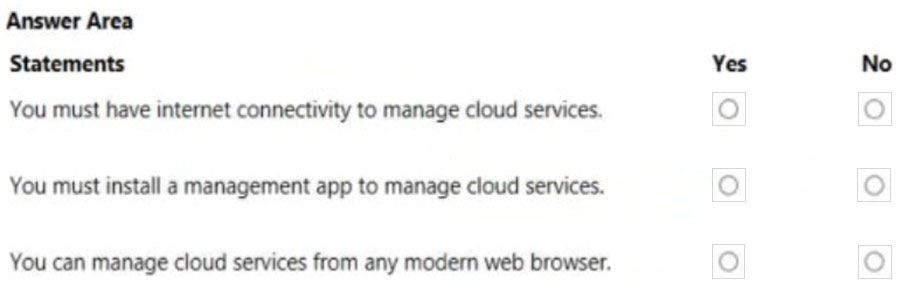 Answer Area
Statements Yes No
You must have internet connectivity to manage cloud services.
You must install a management app to manage cloud services.
You can manage cloud services from any modern web browser.